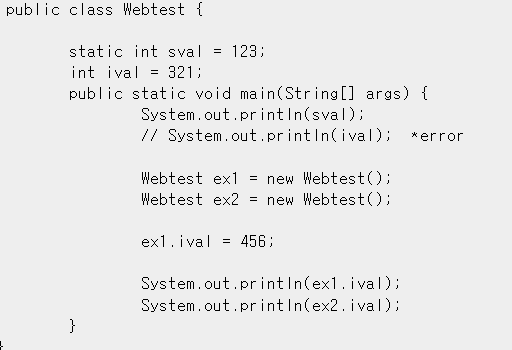 public class Webtest {
static int sval = 123;
int ival = 321;
public static void main(String[] args) {
System.out.println(sval);
// System.out.println(ival);  *error
Webtest ex1 = new Webtest();
Webtest ex2 = new Webtest();
ex1.ival = 456;
System.out.println(ex1.ival);
System.out.println(ex2.ival);
}
}